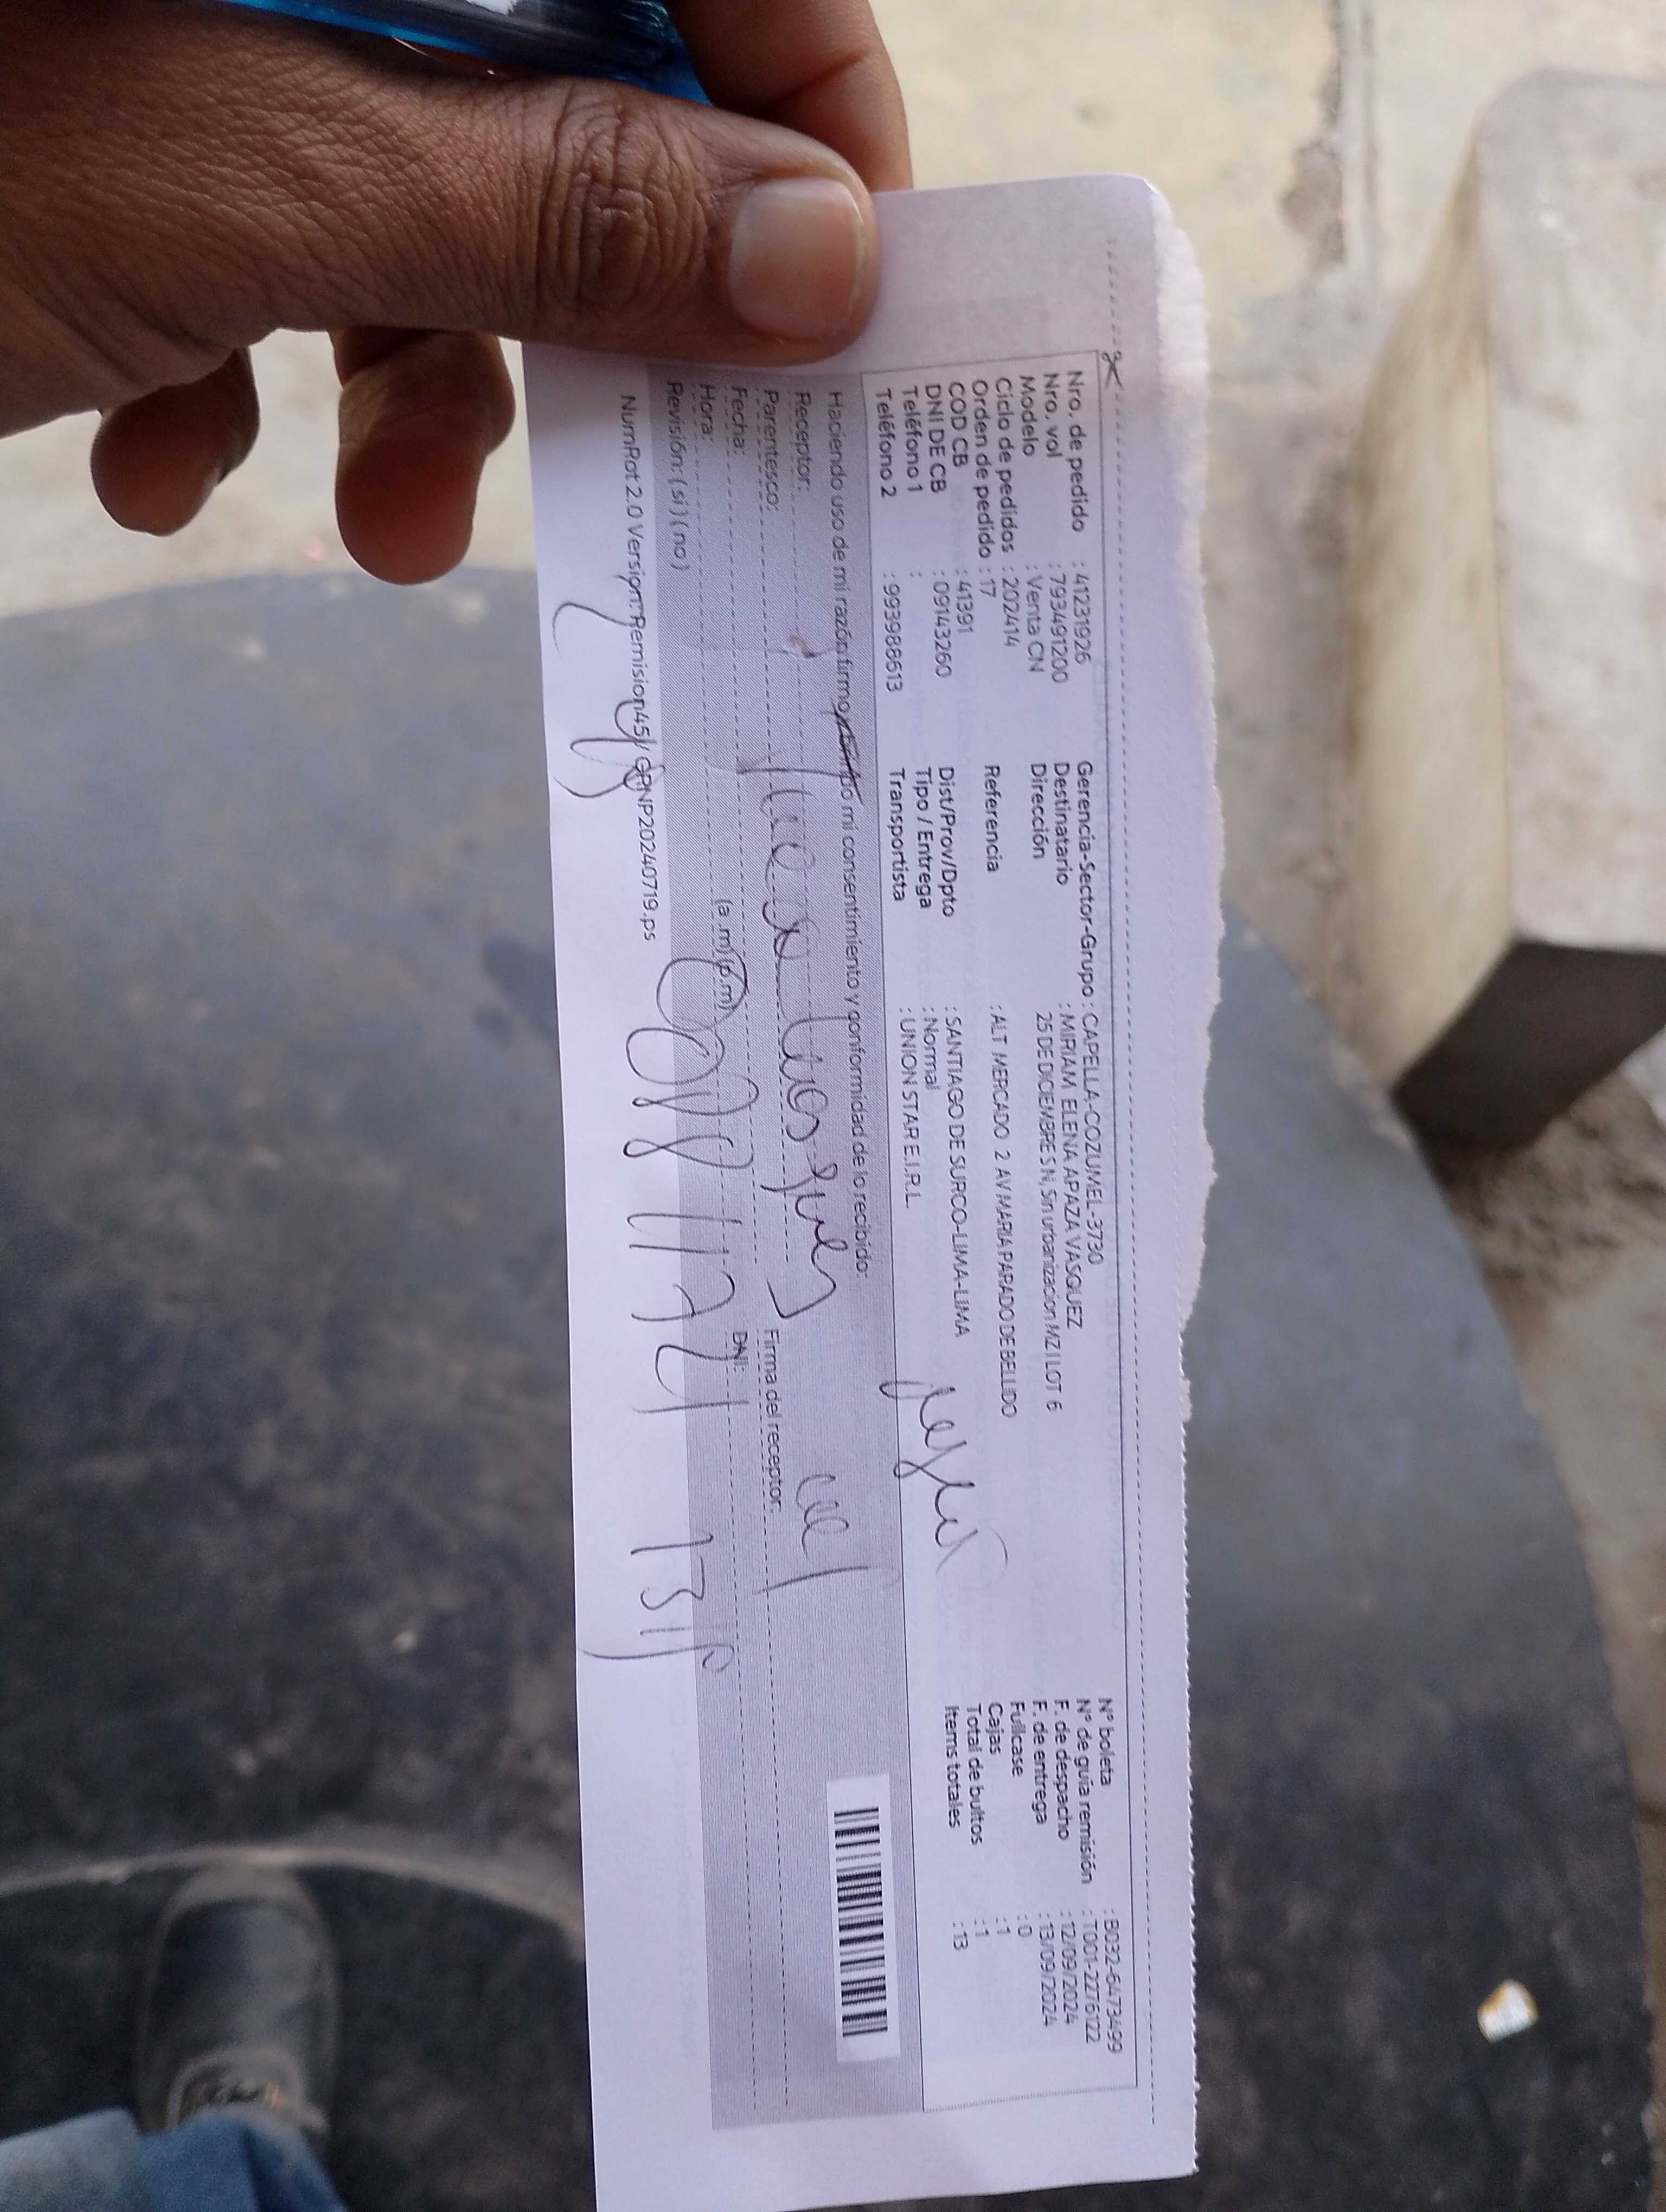 Nro. de pedido : 41231926
Nro. vol : 793491200
Modelo : Venta CN
Ciclo de pedidos : 202414
Orden de pedido : 17
COD CB : 41391
DNI DE CB : 09143260
Teléfono 1 :
Teléfono 2 : 993988613
Gerencia-Sector-Grupo : CAPELLA-COZUMEL-3730
Destinatario : MIRIAM ELENA APAZA VASQUEZ
Dirección 25 DE DICIEMBRE S N, Sin urbanizacion MZ I LOT 6
Referencia : ALT MERCADO 2 AV MARIA PARADO DE BELLIDO
Dist/Prov/Dpto : SANTIAGO DE SURCO-LIMA-LIMA
Tipo / Entrega : Normal
Transportista : UNION STAR E.I.R.L.
N° boleta : B032-6473499
N° de guía remisión : T001-2276122
F. de despacho : 12/09/2024
F. de entrega : 13/09/2024
Fullcase : 0
Cajas : 1
Total de bultos : 1
Items totales : 13
Haciendo uso de mi razón firmo mi consentimiento y conformidad de lo recibido:
Receptor:
Parentesco:
Fecha:
Hora: (a.m) (p.m)
Revisión: (si) (no)
Firma del receptor:
DNI:
NumRot 2.0 Version: Remision45 / GRNP20240719.ps